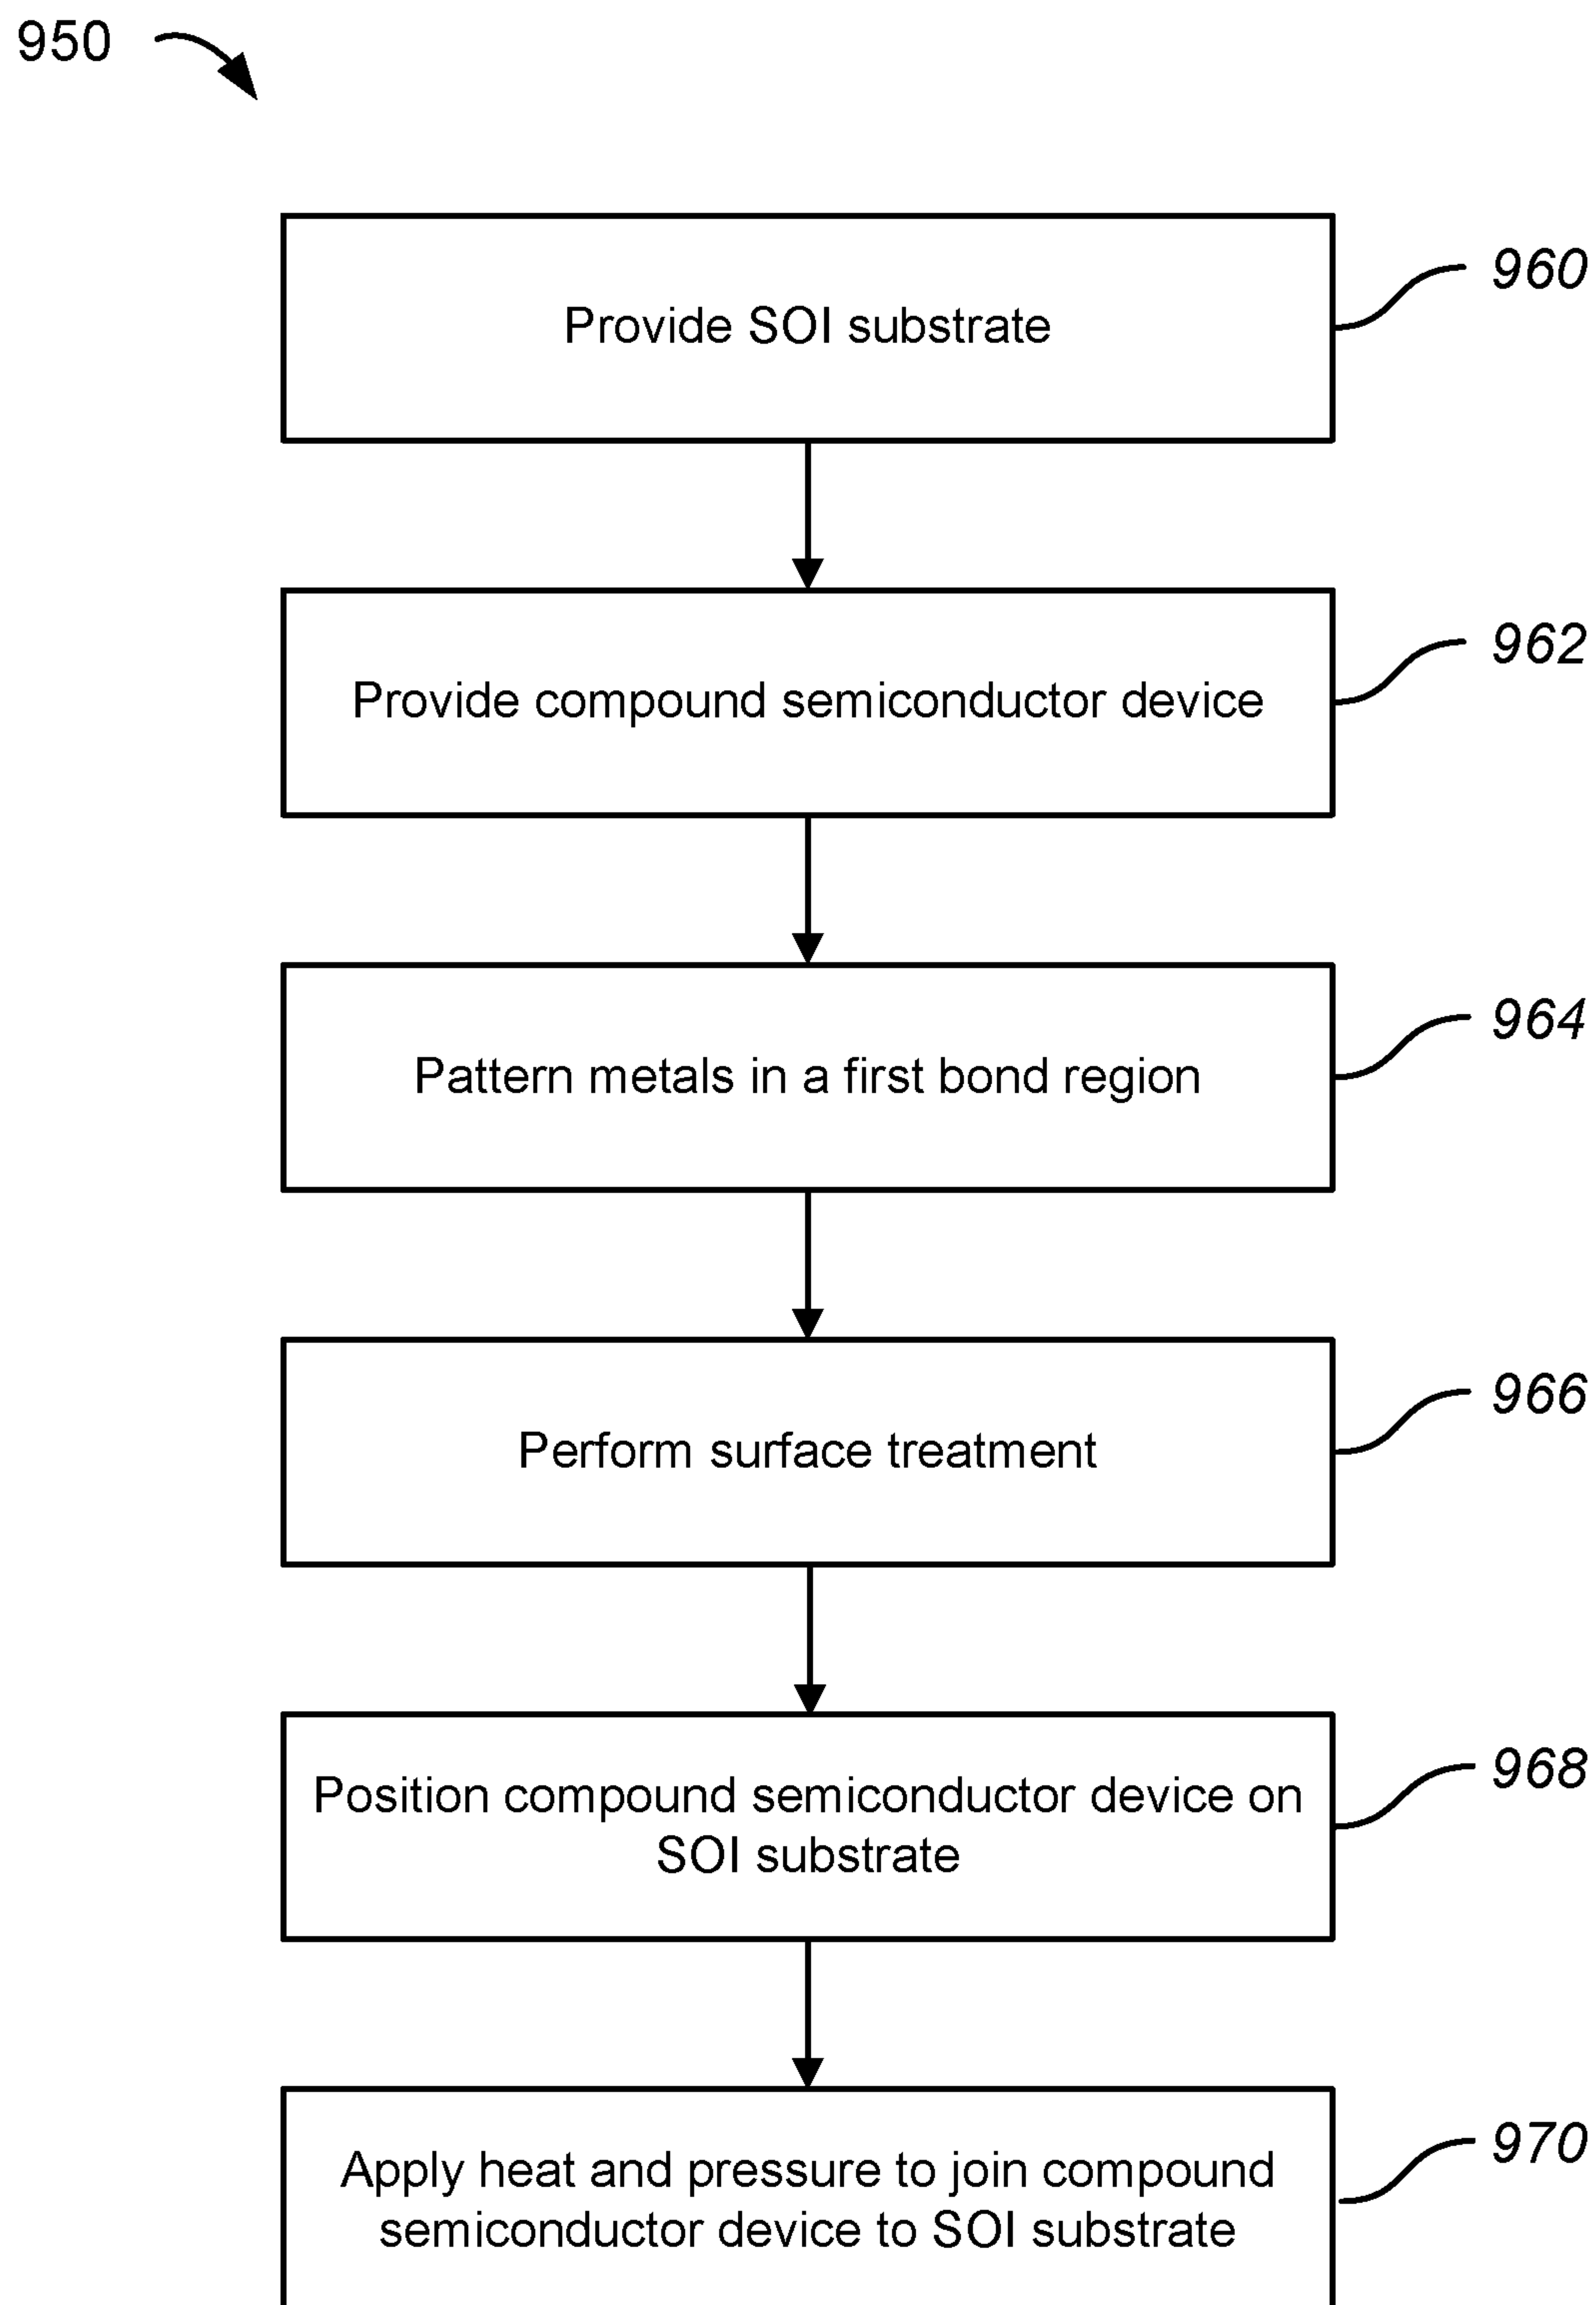 950
Provide SOI substrate
960
Provide compound semiconductor device
962
Pattern metals in a first bond region
964
Perform surface treatment
966
Position compound semiconductor device on
SOI substrate
968
Apply heat and pressure to join compound
semiconductor device to SOI substrate
970